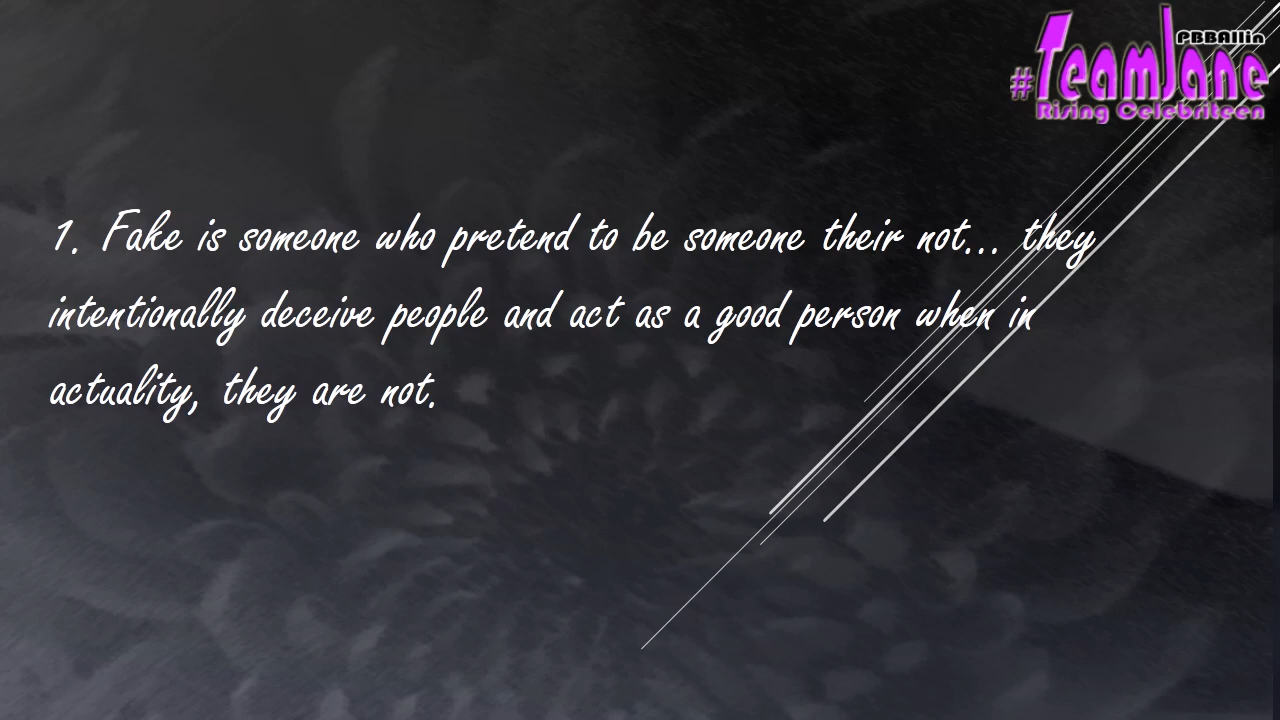 PBBAllin
#TeamJane
Rising Celebriteen
1. Fake is someone who pretend to be someone their not... they
intentionally deceive people and act as a good person when in
actuality, they are not.